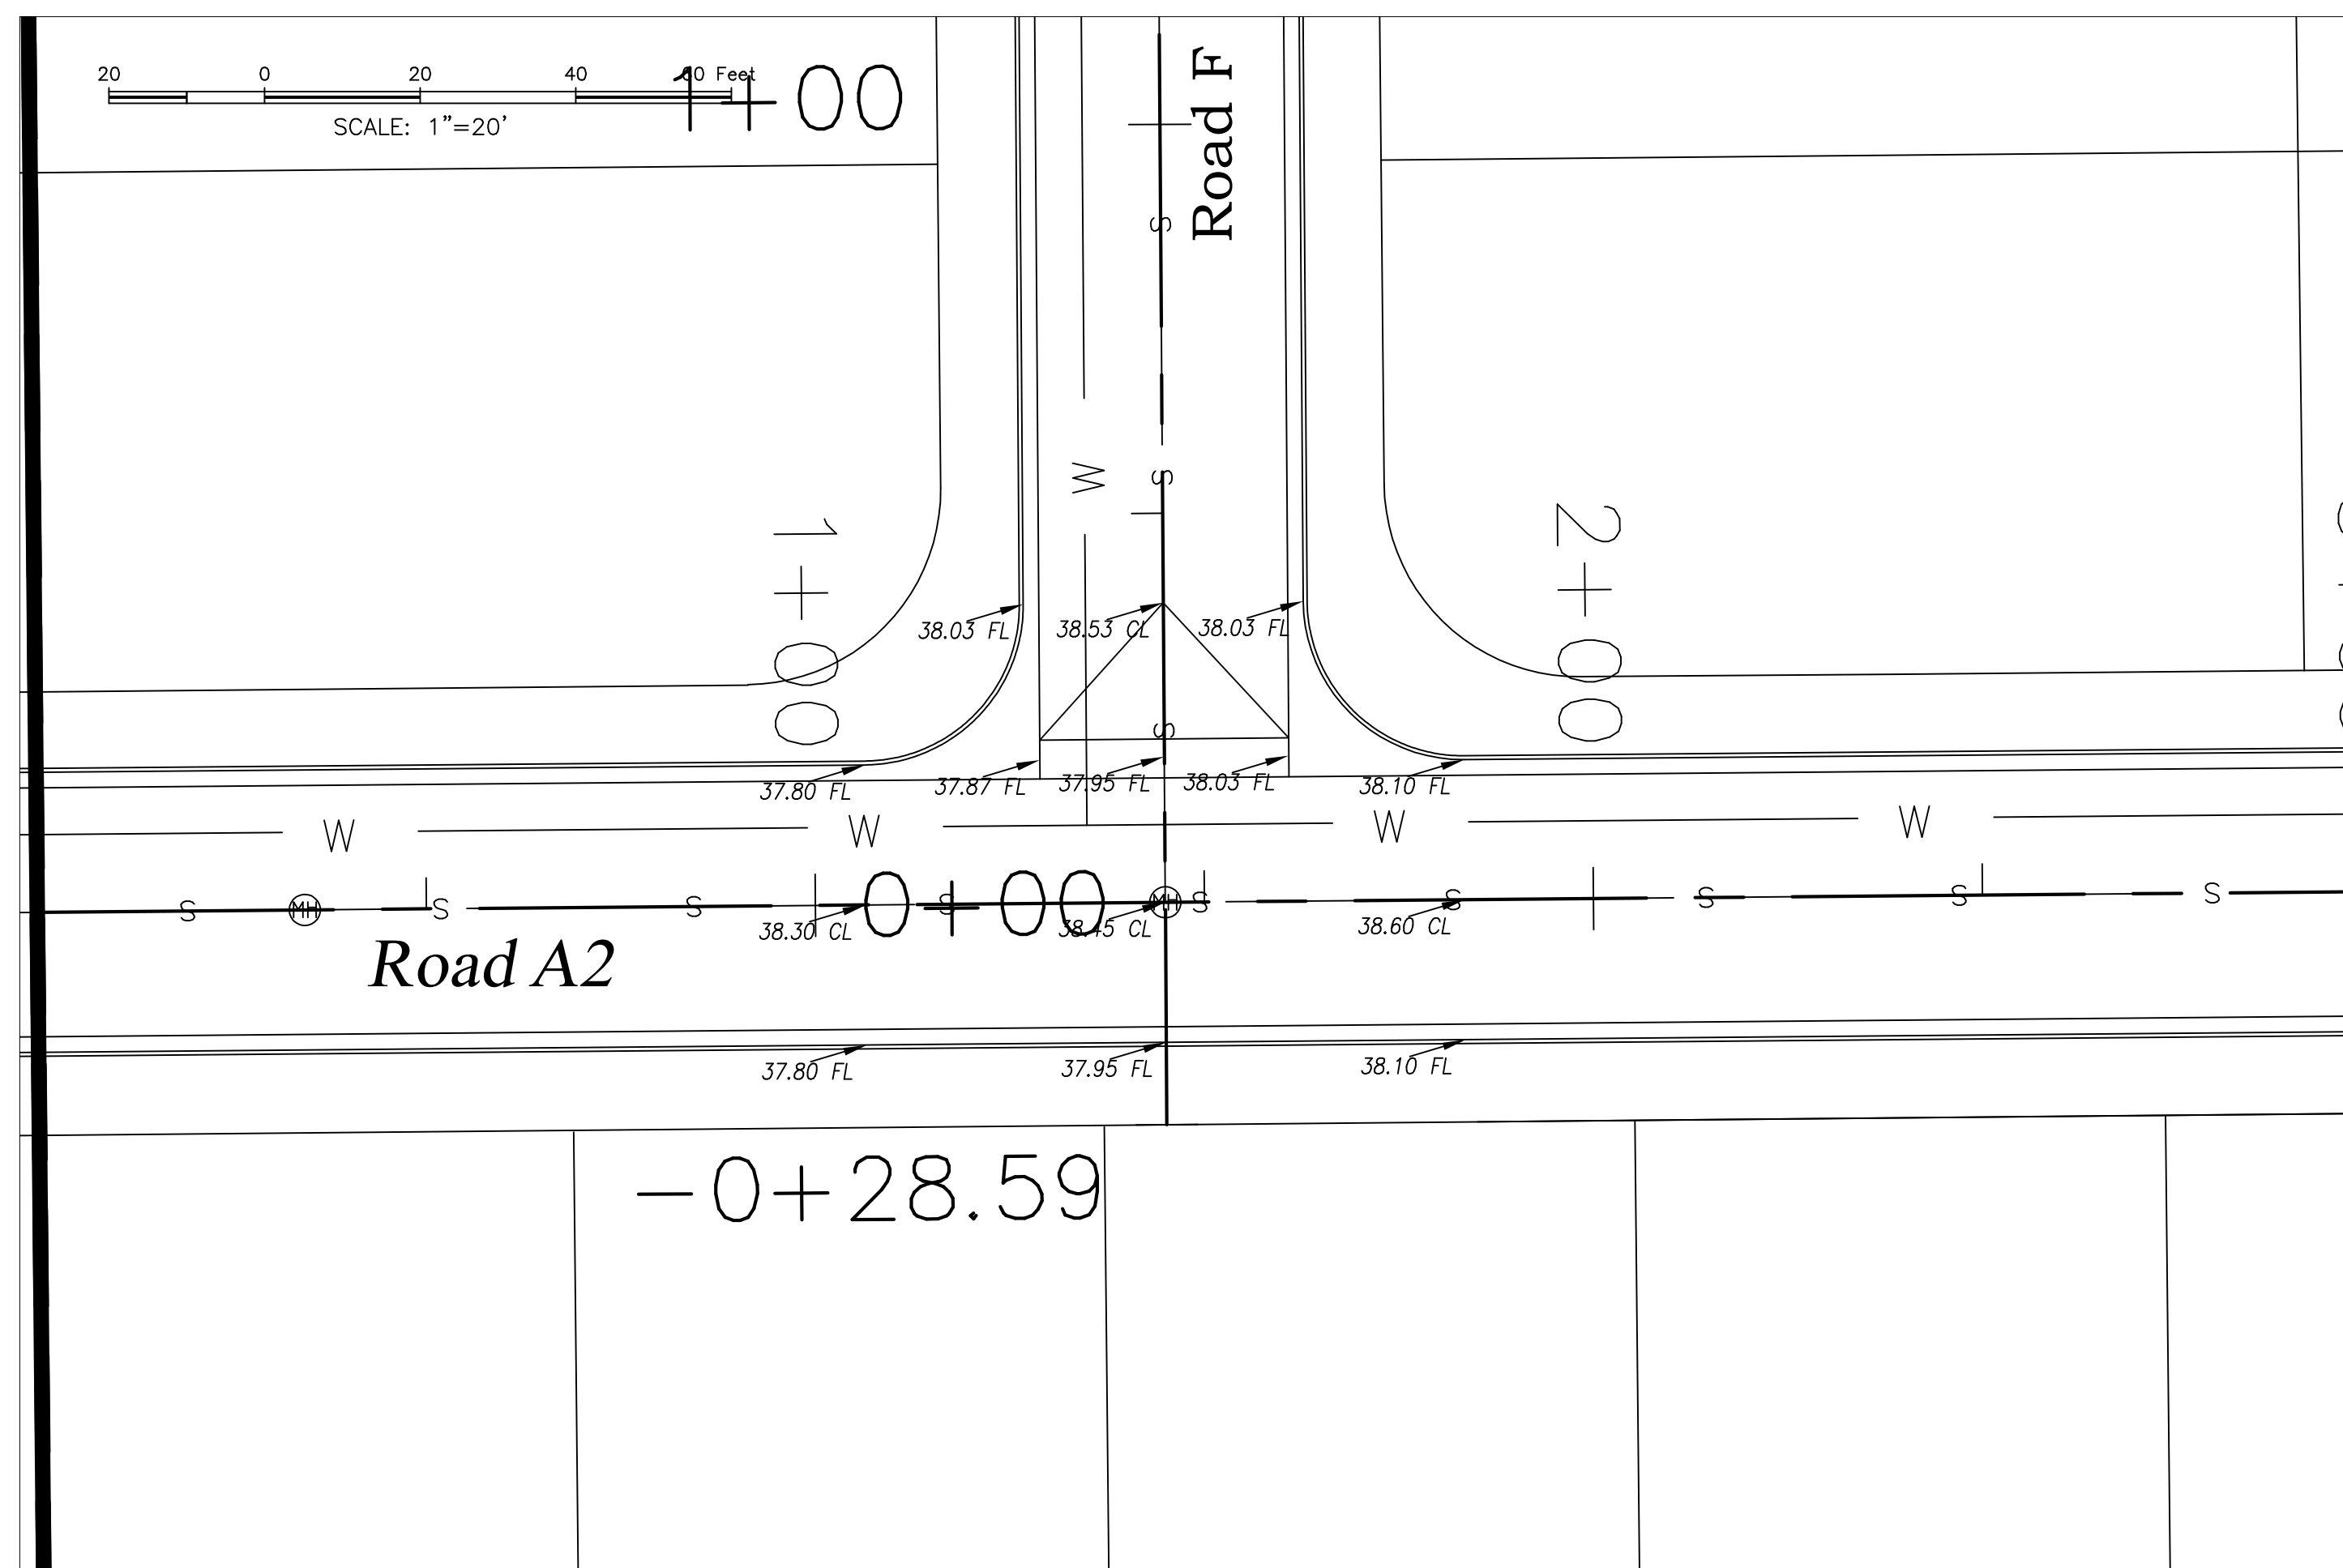 20 0 20 40 60 Feet
SCALE: 1"=20'
1+00
Road F
S
W S
1+00
2+00
38.03 FL 38.53 CL 38.03 FL
S
37.80 FL 37.87 FL 37.95 FL 38.03 FL 38.10 FL
W W W W
0+00
S MH S S S MH S S S S S
38.30 CL 38.45 CL 38.60 CL
Road A2
37.80 FL 37.95 FL 38.10 FL
-0+28.59